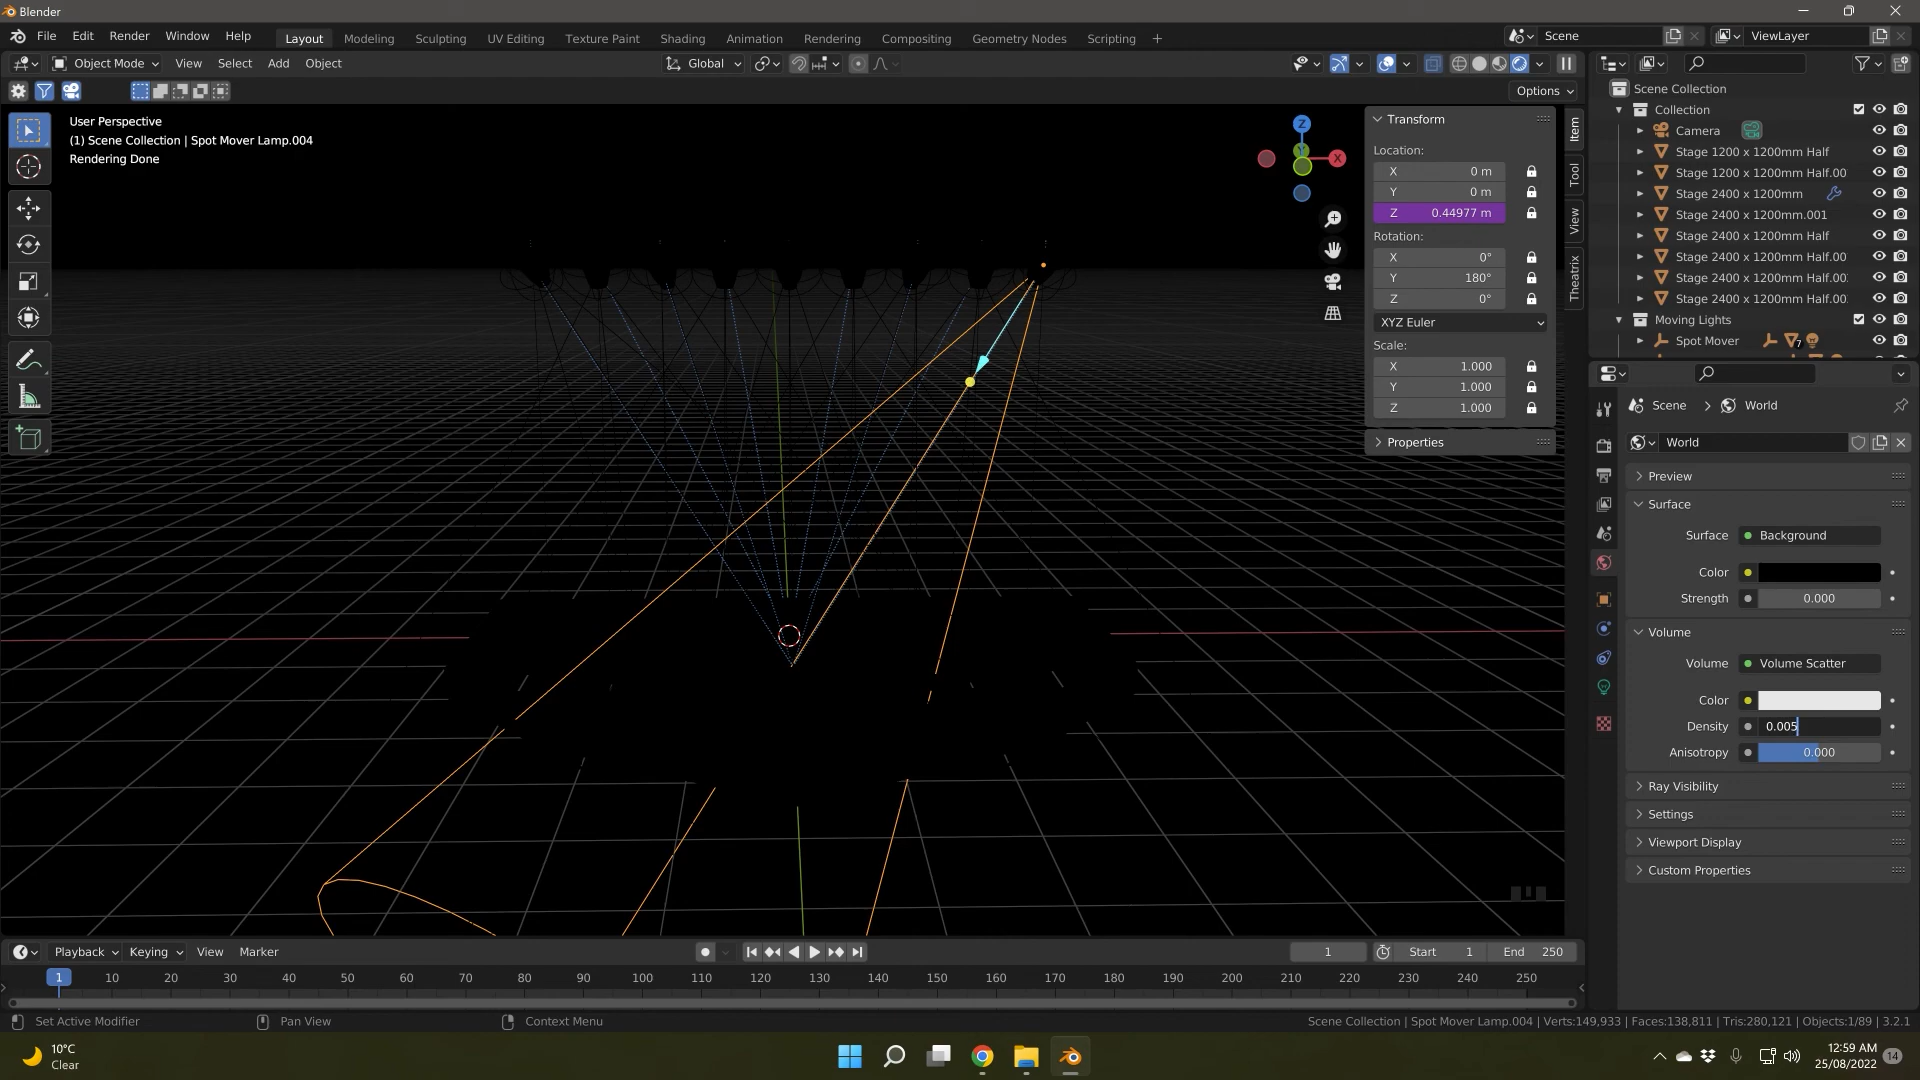 Blender
File Edit Render Window Help Layout Modeling Sculpting UV Editing Texture Paint Shading Animation Rendering Compositing Geometry Nodes Scripting + Scene ViewLayer
Object Mode View Select Add Object Global
Options
User Perspective
(1) Scene Collection | Spot Mover Lamp.004
Rendering Done
Z
X
Transform
Location:
X 0 m
Y 0 m
Z 0.44977 m
Rotation:
X 0°
Y 180°
Z 0°
XYZ Euler
Scale:
X 1.000
Y 1.000
Z 1.000
Properties
Item
Tool
View
Theatrix
Scene Collection
Collection
Camera
Stage 1200 x 1200mm Half
Stage 1200 x 1200mm Half.00
Stage 2400 x 1200mm
Stage 2400 x 1200mm.001
Stage 2400 x 1200mm Half
Stage 2400 x 1200mm Half.00
Stage 2400 x 1200mm Half.00
Stage 2400 x 1200mm Half.00
Moving Lights
Spot Mover 7
Scene > World
World
Preview
Surface
Surface Background
Color
Strength 0.000
Volume
Volume Volume Scatter
Color
Density 0.005
Anisotropy 0.000
Ray Visibility
Settings
Viewport Display
Custom Properties
Playback Keying View Marker 1 Start 1 End 250
1 10 20 30 40 50 60 70 80 90 100 110 120 130 140 150 160 170 180 190 200 210 220 230 240 250
Set Active Modifier Pan View Context Menu Scene Collection | Spot Mover Lamp.004 | Verts:149,933 | Faces:138,811 | Tris:280,121 | Objects:1/89 | 3.2.1
10°C
Clear
12:59 AM
25/08/2022
14